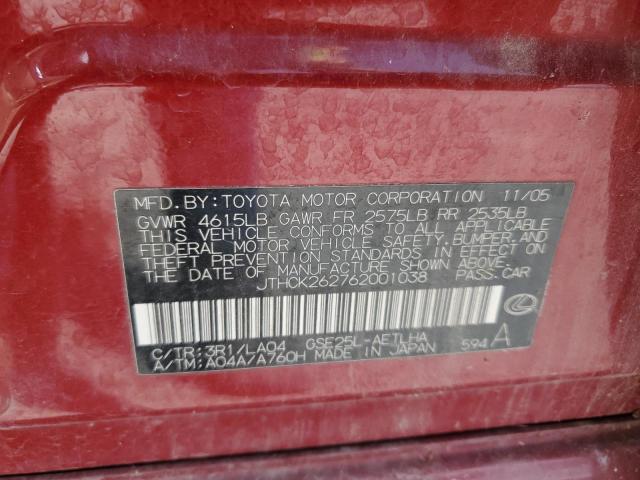 MFD. BY: TOYOTA MOTOR CORPORATION 11/05
GVWR 4615LB GAWR FR 2575LB RR 2535LB
THIS VEHICLE CONFORMS TO ALL APPLICABLE
FEDERAL MOTOR VEHICLE SAFETY, BUMPER, AND
THEFT PREVENTION STANDARDS IN EFFECT ON
THE DATE OF MANUFACTURE SHOWN ABOVE.
JTHCK262762001038 PASS. CAR
C/TR: 3R1/LA04 GSE25L-AETLHA
A/TM: A04A/A760H MADE IN JAPAN 594 A